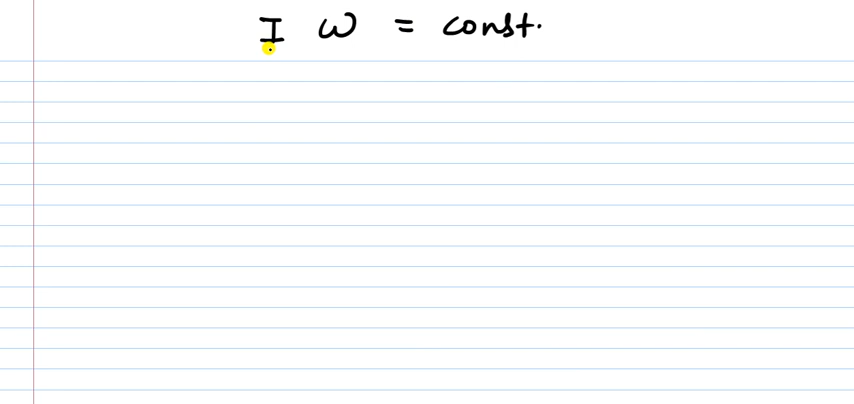 I ω = const.